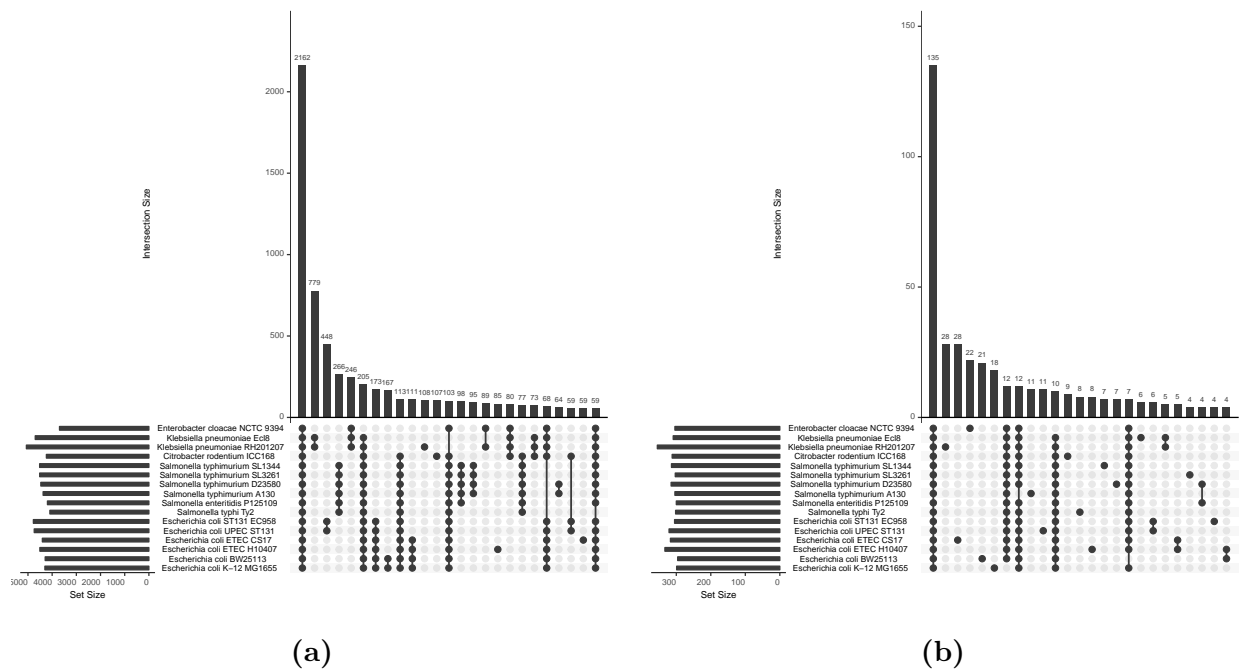 2162
779
448
266
246
205
173
167
113
111
108
107
103
98
95
89
85
80
77
73
68
64
59
59
0
500
1000
1500
2000
Intersection Size
Enterobacter cloacae NCTC 9394
Klebsiella pneumoniae Ecl8
Klebsiella pneumoniae RH201207
Citrobacter rodentium ICC168
Salmonella typhimurium SL1344
Salmonella typhimurium SL3261
Salmonella typhimurium D23580
Salmonella typhimurium A130
Salmonella enteritidis P125109
Salmonella typhi Ty2
Escherichia coli ST131 EC958
Escherichia coli UPEC ST131
Escherichia coli ETEC CS17
Escherichia coli ETEC H10407
Escherichia coli BW25113
Escherichia coli K−12 MG1655
5000 4000 3000 2000 1000 0
Set Size
(a)
135
28
28
22
21
18
12
12
11
11
10
9
8
8
7
7
7
6
6
5
5
4
4
4
4
0
50
100
150
Intersection Size
Enterobacter cloacae NCTC 9394
Klebsiella pneumoniae Ecl8
Klebsiella pneumoniae RH201207
Citrobacter rodentium ICC168
Salmonella typhimurium SL1344
Salmonella typhimurium SL3261
Salmonella typhimurium D23580
Salmonella typhimurium A130
Salmonella enteritidis P125109
Salmonella typhi Ty2
Escherichia coli ST131 EC958
Escherichia coli UPEC ST131
Escherichia coli ETEC CS17
Escherichia coli ETEC H10407
Escherichia coli BW25113
Escherichia coli K−12 MG1655
300 200 100 0
Set Size
(b)